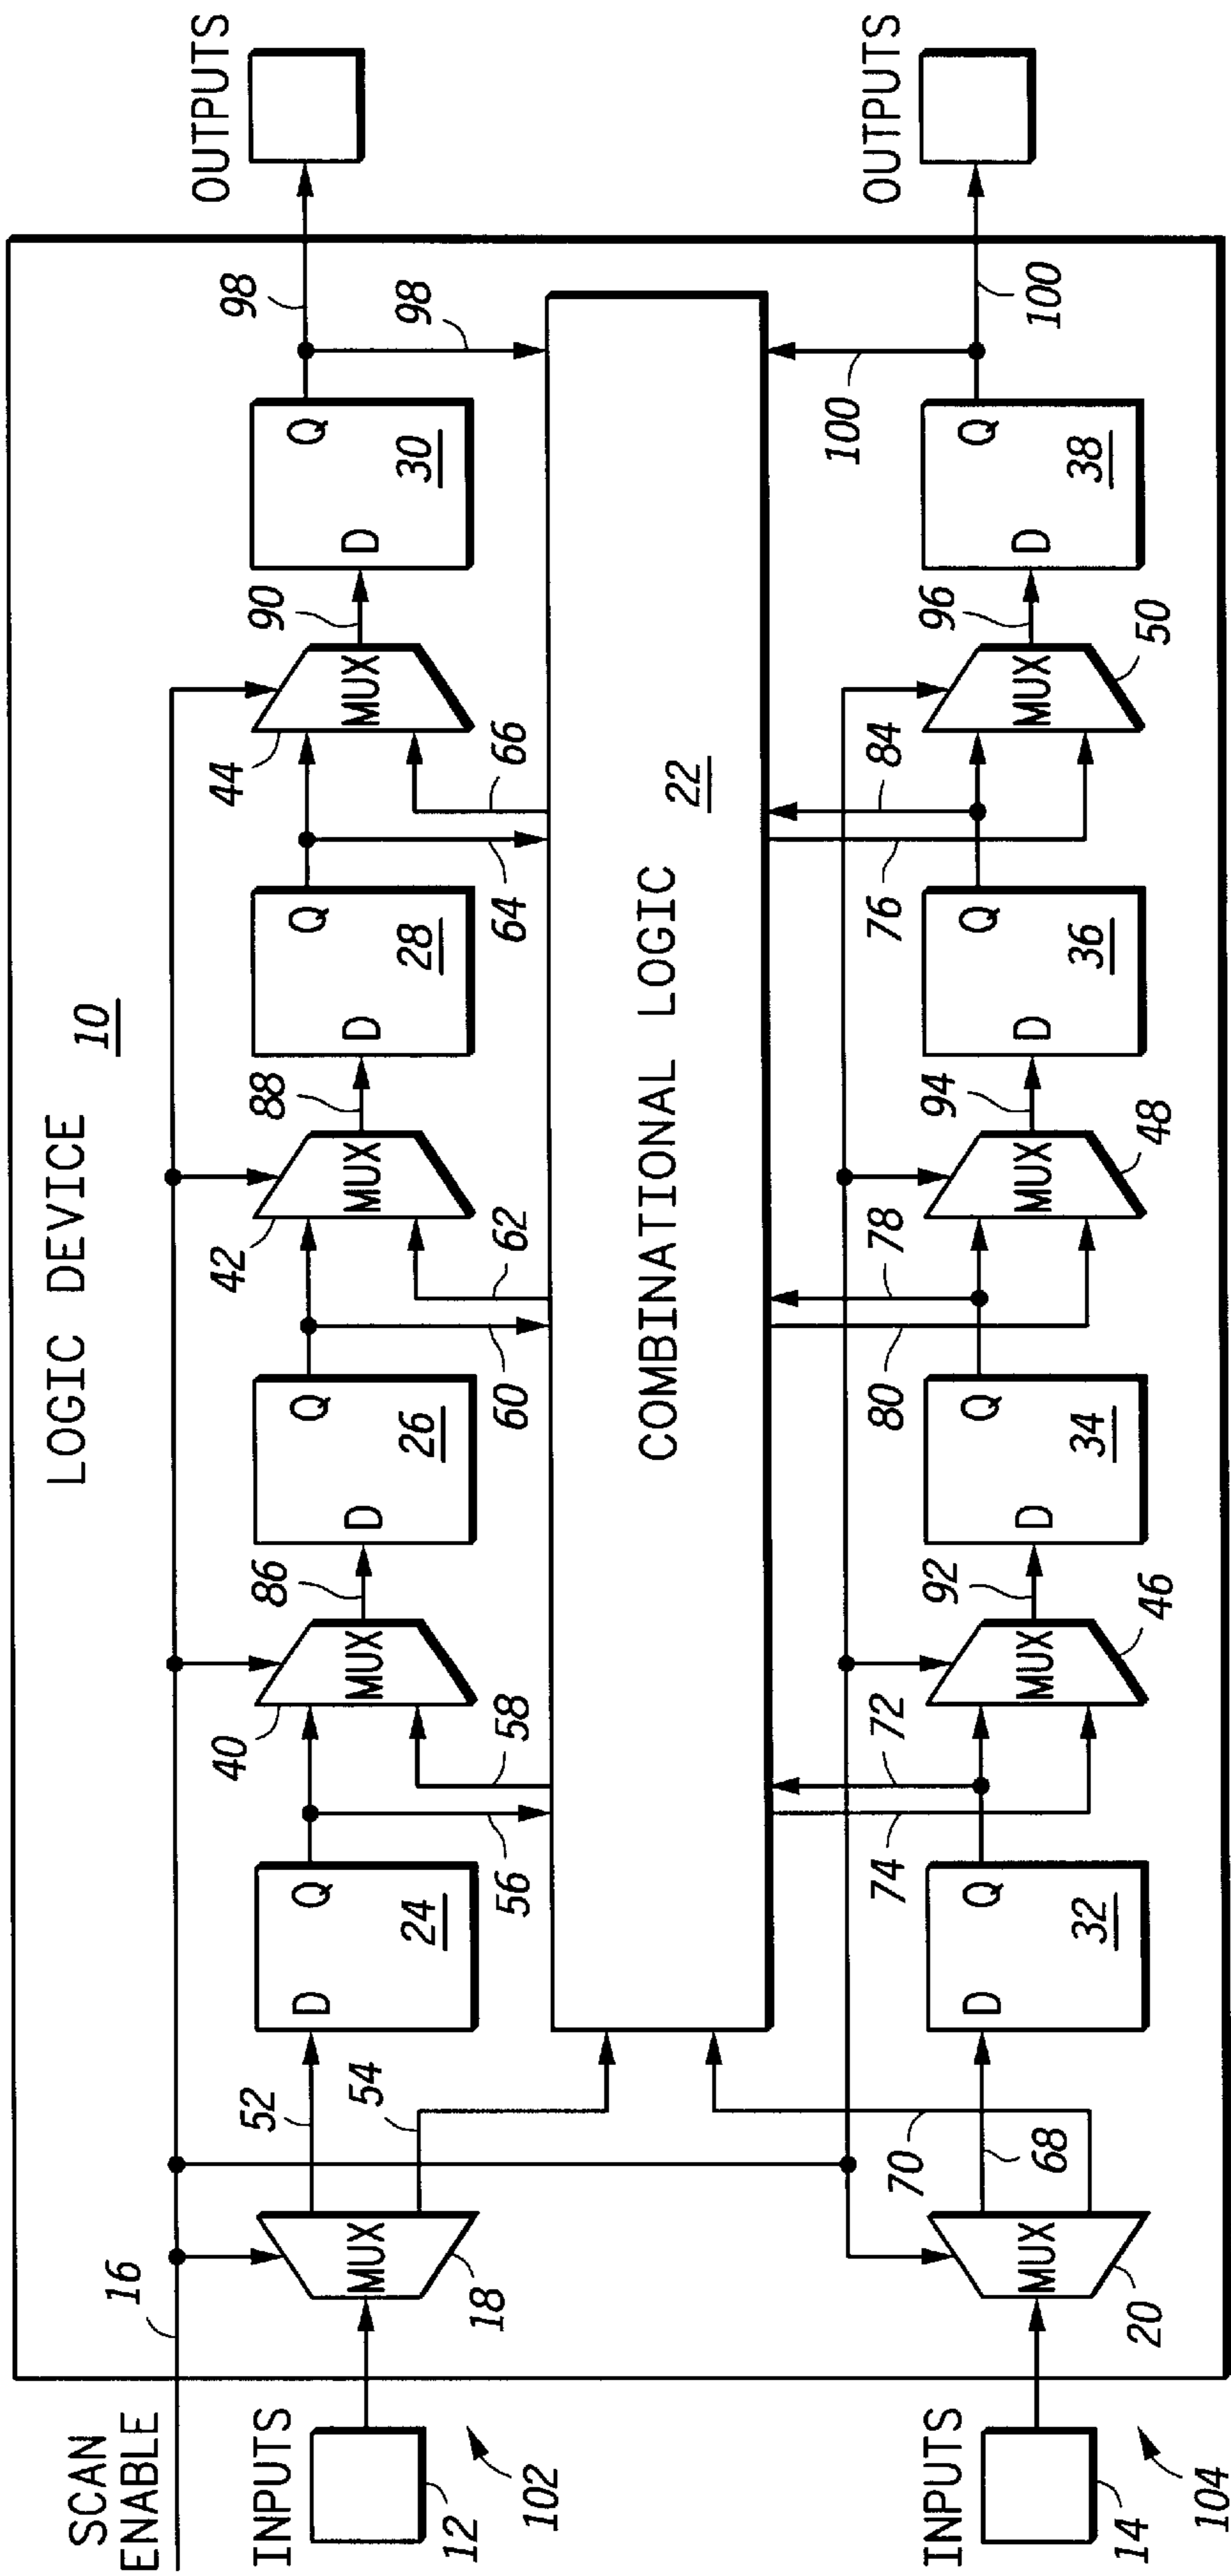 SCAN
ENABLE
16
LOGIC DEVICE
10
INPUTS
12
102
MUX
18
52
54
D
Q
24
56
58
40
MUX
86
D
Q
26
60
62
42
MUX
88
D
Q
28
64
66
44
MUX
90
D
Q
30
98
98
OUTPUTS
COMBINATIONAL LOGIC
22
INPUTS
14
104
MUX
20
70
68
D
Q
32
74
72
MUX
46
92
D
Q
34
80
78
MUX
48
94
D
Q
36
76
84
MUX
50
96
D
Q
38
100
100
OUTPUTS